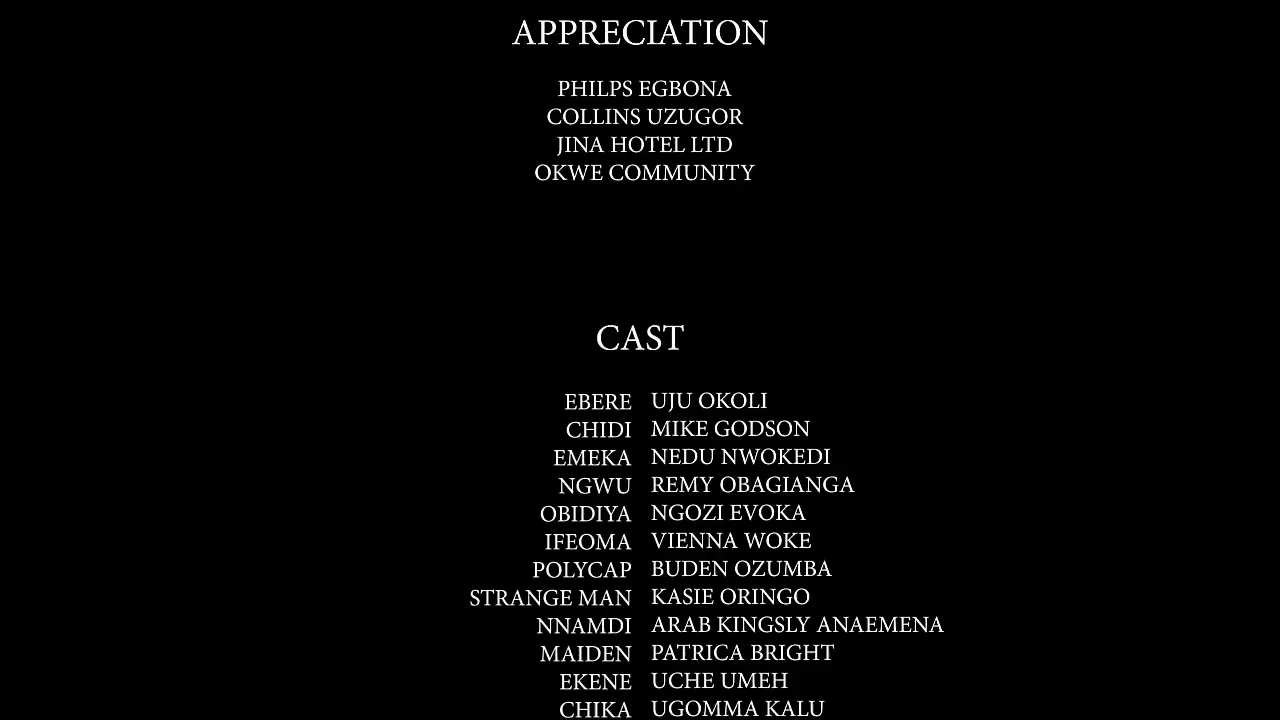 APPRECIATION
PHILPS EGBONA
COLLINS UZUGOR
JINA HOTEL LTD
OKWE COMMUNITY
CAST
EBERE UJU OKOLI
CHIDI MIKE GODSON
EMEKA NEDU NWOKEDI
NGWU REMY OBAGIANGA
OBIDIYA NGOZI EVOKA
IFEOMA VIENNA WOKE
POLYCAP BUDEN OZUMBA
STRANGE MAN KASIE ORINGO
NNAMDI ARAB KINGSLY ANAEMENA
MAIDEN PATRICA BRIGHT
EKENE UCHE UMEH
CHIKA UGOMMA KALU